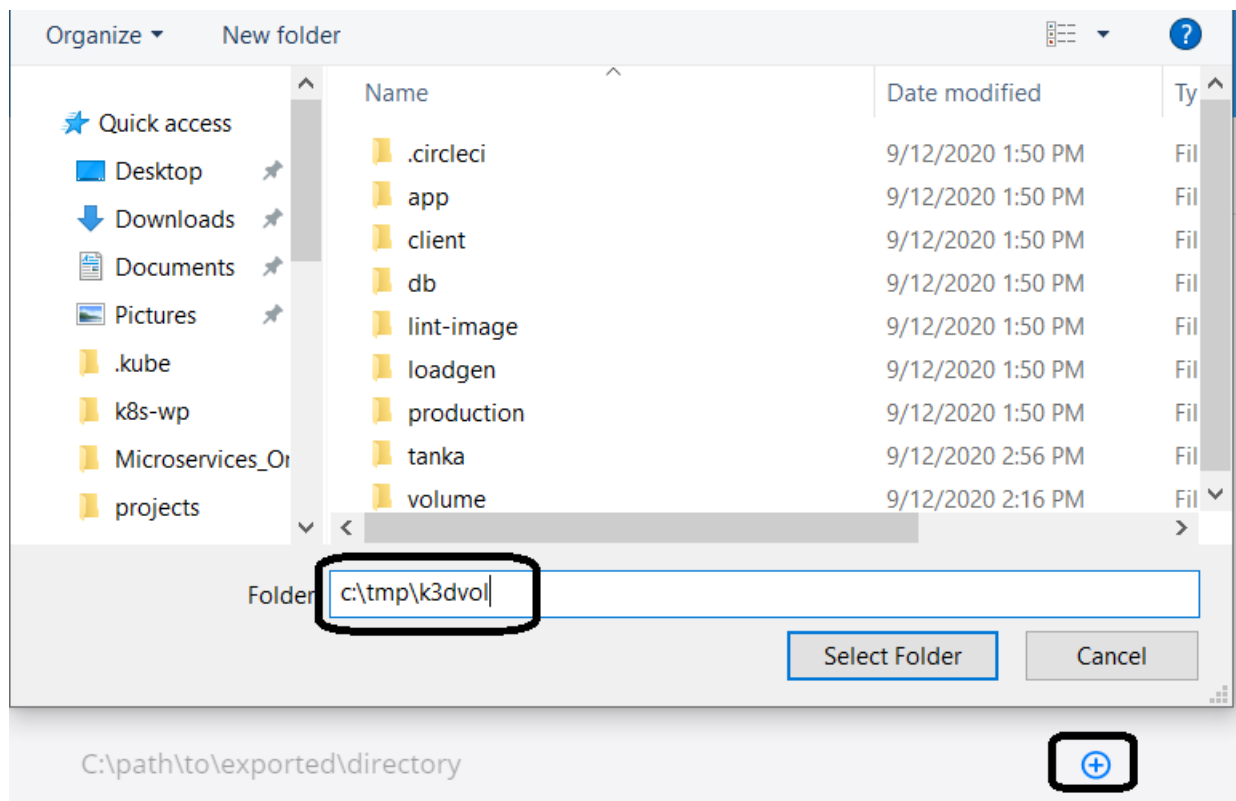 Organize New folder ?
Name Date modified Ty
Quick access
Desktop
Downloads
Documents
Pictures
.kube
k8s-wp
Microservices_Or
projects
.circleci 9/12/2020 1:50 PM Fil
app 9/12/2020 1:50 PM Fil
client 9/12/2020 1:50 PM Fil
db 9/12/2020 1:50 PM Fil
lint-image 9/12/2020 1:50 PM Fil
loadgen 9/12/2020 1:50 PM Fil
production 9/12/2020 1:50 PM Fil
tanka 9/12/2020 2:56 PM Fil
volume 9/12/2020 2:16 PM Fil
Folder c:\tmp\k3dvol
Select Folder Cancel
C:\path\to\exported\directory